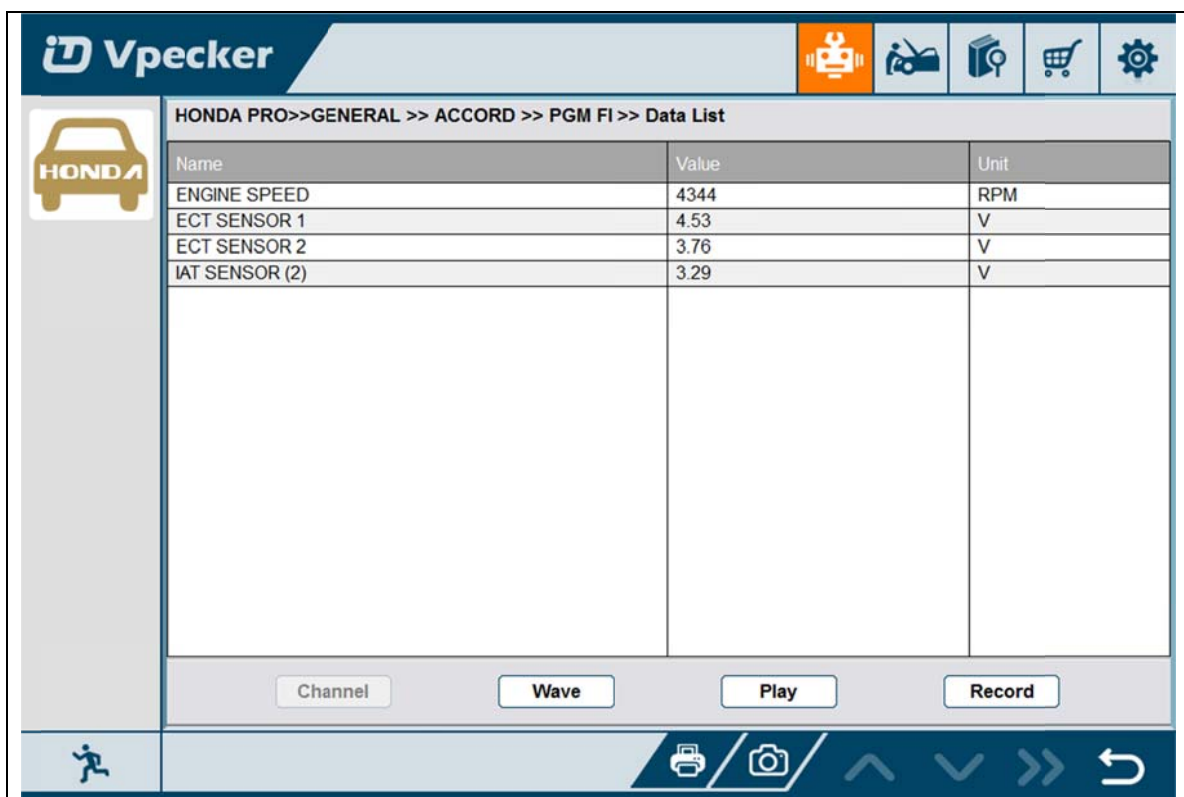 Vpecker
HONDA PRO>>GENERAL >> ACCORD >> PGM FI >> Data List
HONDA
Name Value Unit
ENGINE SPEED 4344 RPM
ECT SENSOR 1 4.53 V
ECT SENSOR 2 3.76 V
IAT SENSOR (2) 3.29 V
Channel Wave Play Record